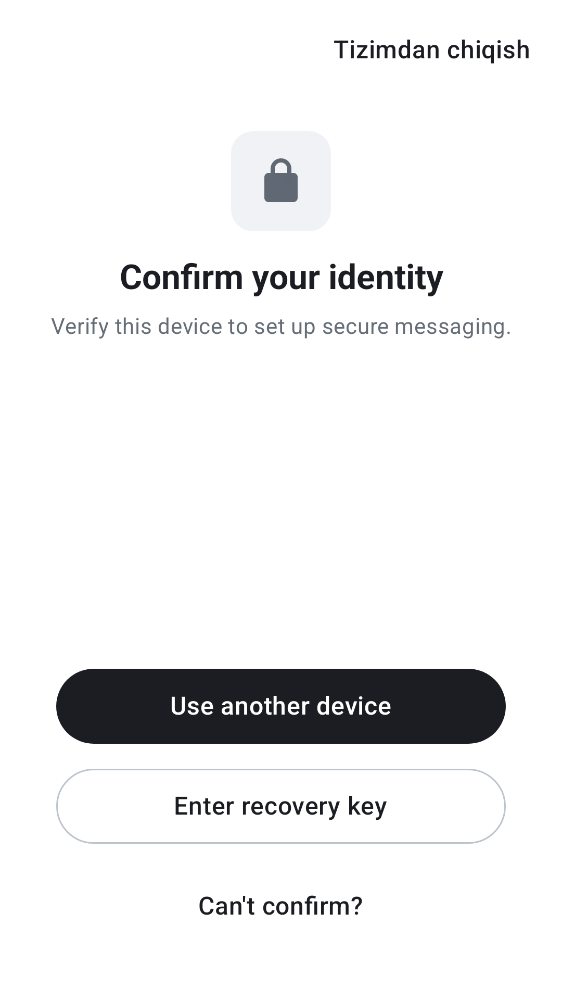 Tizimdan chiqish
Confirm your identity
Verify this device to set up secure messaging.
Use another device
Enter recovery key
Can't confirm?